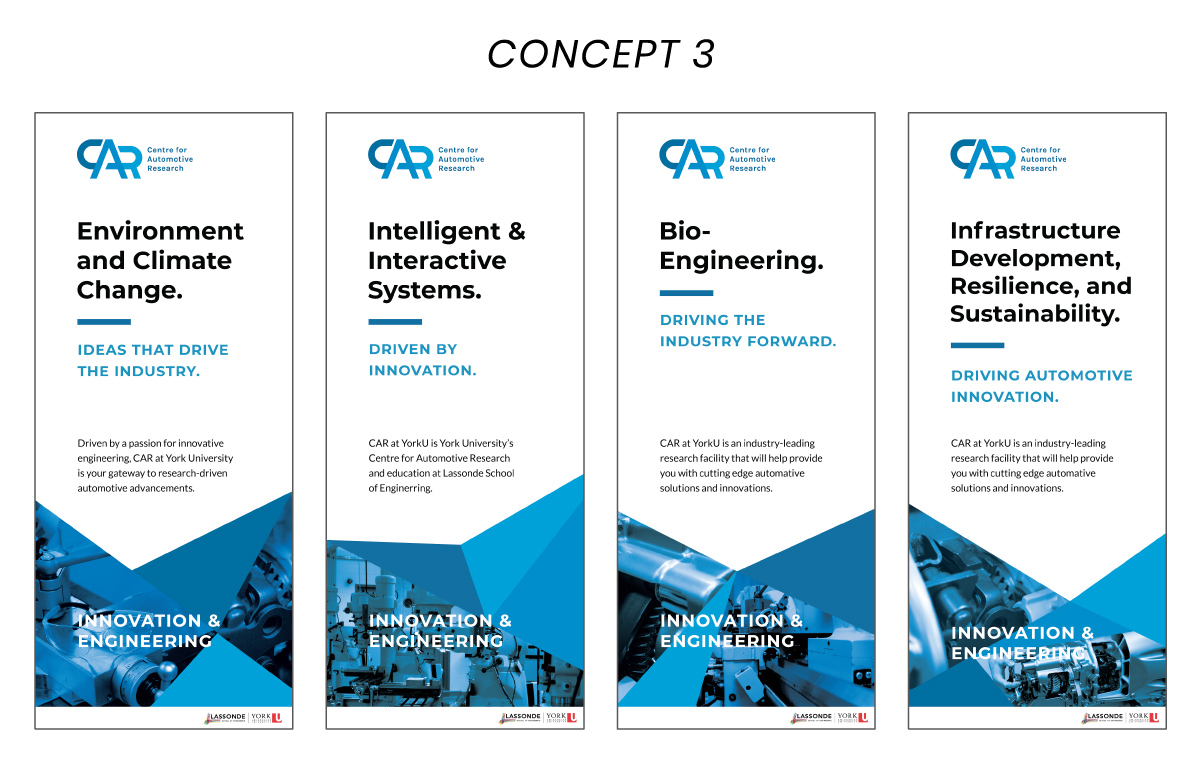 CONCEPT 3
CAR
Centre for
Automotive
Research
Environment
and Climate
Change.
IDEAS THAT DRIVE
THE INDUSTRY.
Driven by a passion for innovative
engineering, CAR at York University
is your gateway to research-driven
automotive advancements.
INNOVATION &
ENGINEERING
LASSONDE
YORK U
CAR
Centre for
Automotive
Research
Intelligent &
Interactive
Systems.
DRIVEN BY
INNOVATION.
CAR at YorkU is York University's
Centre for Automotive Research
and education at Lassonde School
of Enginerring.
INNOVATION &
ENGINEERING
LASSONDE
YORK U
CAR
Centre for
Automotive
Research
Bio-
Engineering.
DRIVING THE
INDUSTRY FORWARD.
CAR at YorkU is an industry-leading
research facility that will help provide
you with cutting edge automative
solutions and innovations.
INNOVATION &
ENGINEERING
LASSONDE
YORK U
CAR
Centre for
Automotive
Research
Infrastructure
Development,
Resilience, and
Sustainability.
DRIVING AUTOMOTIVE
INNOVATION.
CAR at YorkU is an industry-leading
research facility that will help provide
you with cutting edge automative
solutions and innovations.
INNOVATION &
ENGINEERING
LASSONDE
YORK U